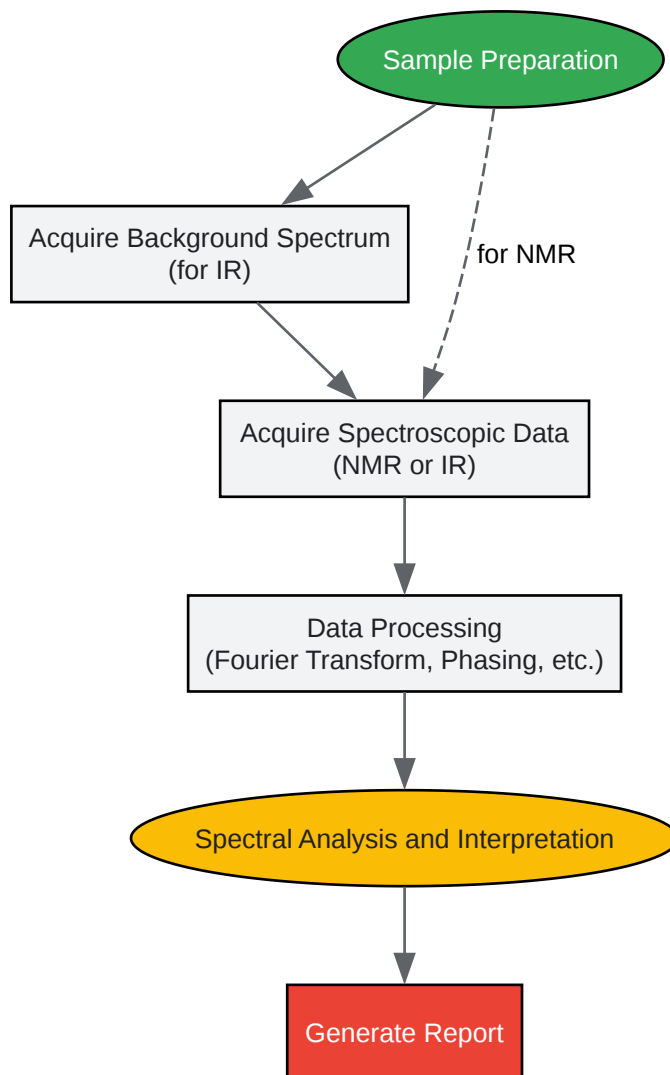 Sample Preparation
Acquire Background Spectrum
(for IR)
for NMR
Acquire Spectroscopic Data
(NMR or IR)
Data Processing
(Fourier Transform, Phasing, etc.)
Spectral Analysis and Interpretation
Generate Report